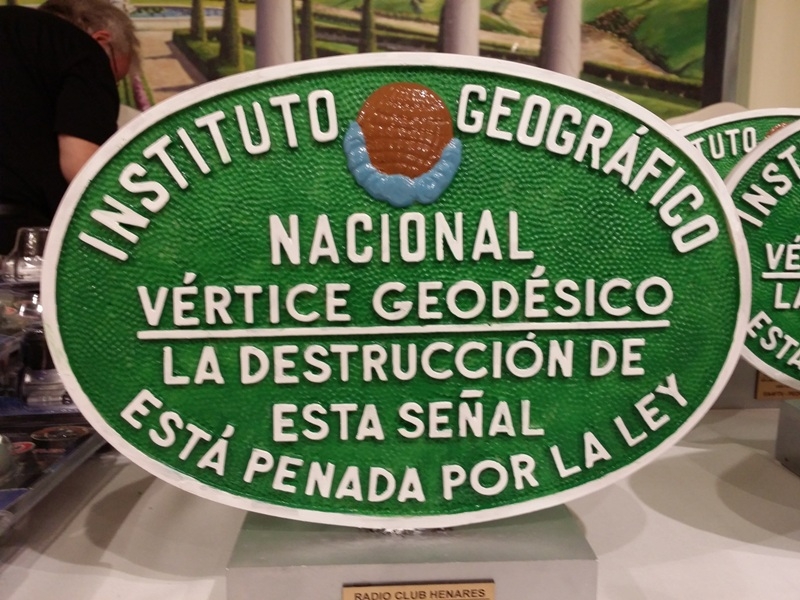 INSTITUTO GEOGRÁFICO
NACIONAL
VÉRTICE GEODÉSICO
LA DESTRUCCIÓN DE
ESTA SEÑAL
ESTÁ PENADA POR LA LEY
RADIO CLUB HENARES